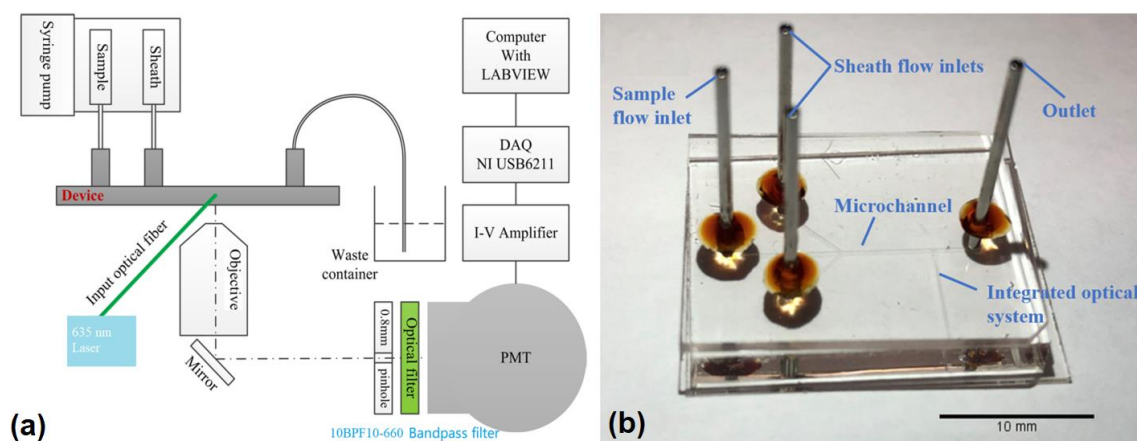 Syringe pump
Sample
Sheath
Device
Input optical fiber
635 nm
Laser
Objective
Mirror
Waste
container
0.8mm
pinhole
Optical filter
10BPF10-660 Bandpass filter
PMT
Computer
With
LABVIEW
DAQ
NI USB6211
I-V Amplifier
(a)
Sample
flow inlet
Sheath flow inlets
Outlet
Microchannel
Integrated optical
system
10 mm
(b)